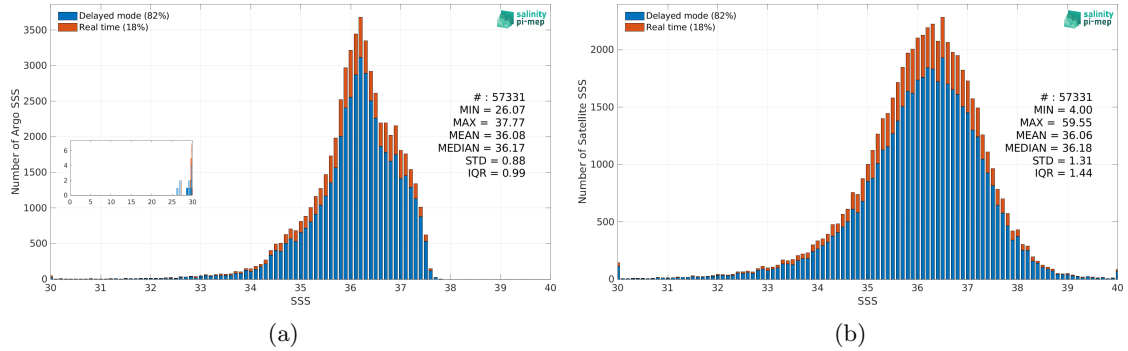 Delayed mode (82%)
Real time (18%)
salinity
pi-mep
3500
3000
2500
2000
1500
1000
500
0
Number of Argo SSS
# : 57331
MIN = 26.07
MAX = 37.77
MEAN = 36.08
MEDIAN = 36.17
STD = 0.88
IQR = 0.99
6
4
2
0
0 5 10 15 20 25 30
30 31 32 33 34 35 36 37 38 39 40
SSS
(a)
Delayed mode (82%)
Real time (18%)
salinity
pi-mep
2000
1500
1000
500
0
Number of Satellite SSS
# : 57331
MIN = 4.00
MAX = 59.55
MEAN = 36.06
MEDIAN = 36.18
STD = 1.31
IQR = 1.44
30 31 32 33 34 35 36 37 38 39 40
SSS
(b)